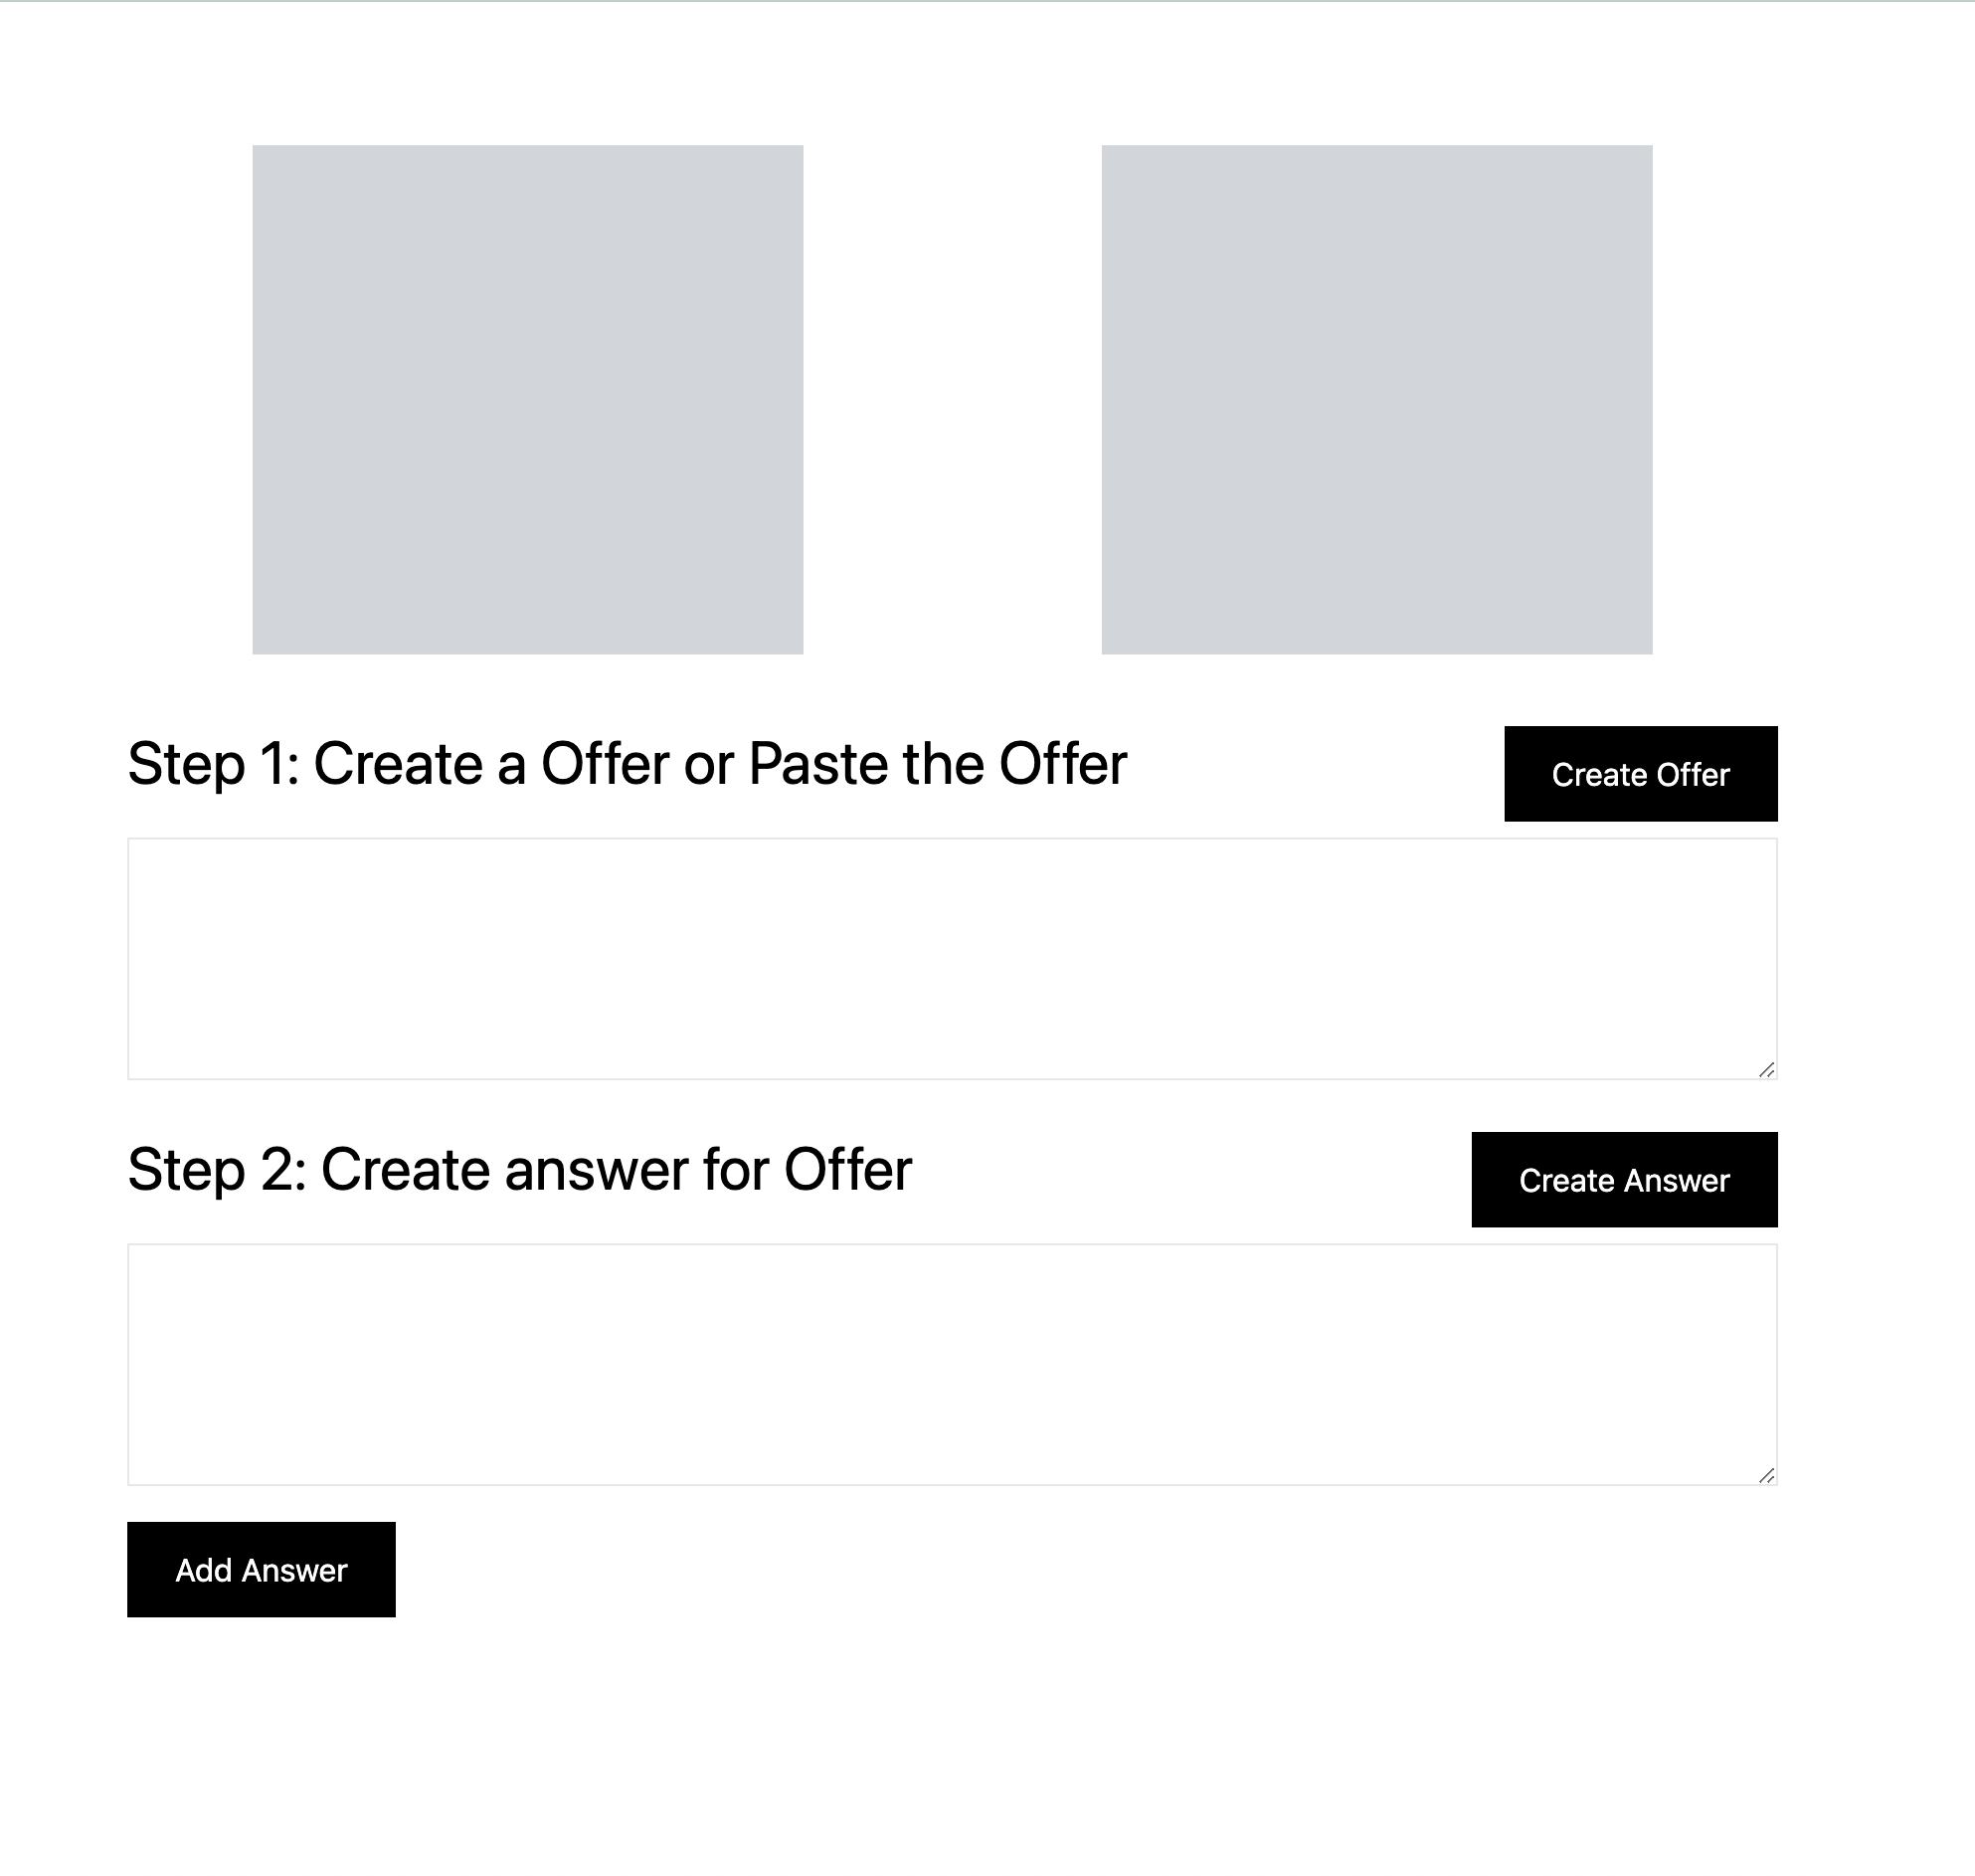 Step 1: Create a Offer or Paste the Offer
Create Offer
Step 2: Create answer for Offer
Create Answer
Add Answer